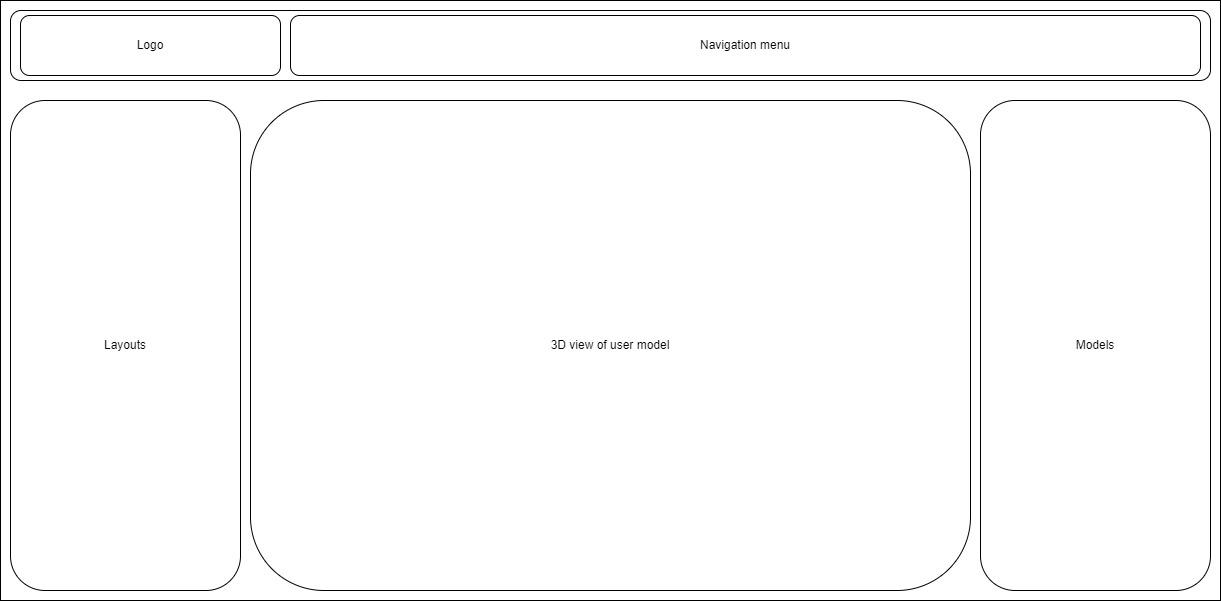 Logo
Navigation menu
Layouts
3D view of user model
Models